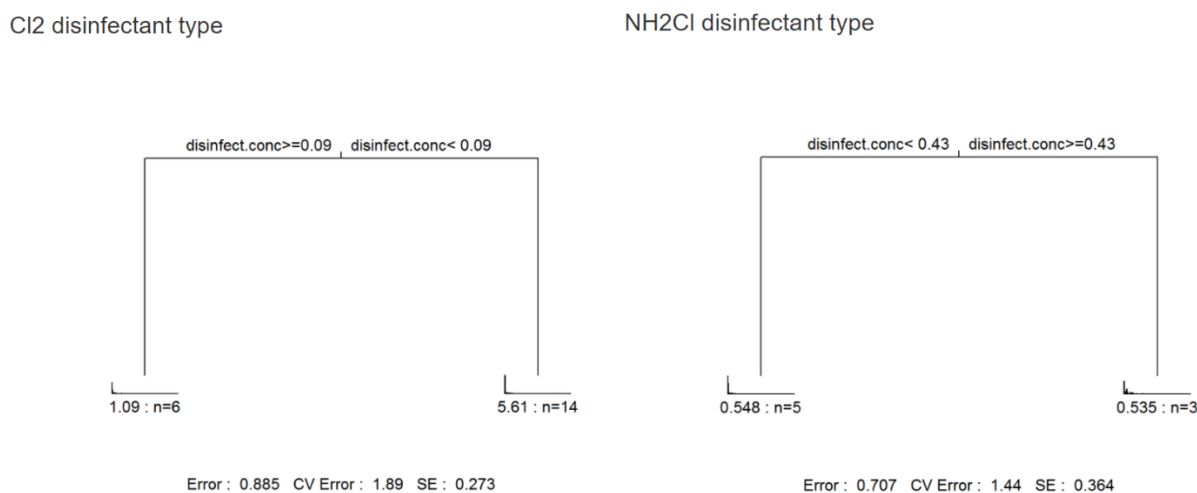 Cl2 disinfectant type
disinfect.conc>=0.09 disinfect.conc< 0.09
1.09 : n=6
5.61 : n=14
Error : 0.885 CV Error : 1.89 SE : 0.273
NH2Cl disinfectant type
disinfect.conc< 0.43 disinfect.conc>=0.43
0.548 : n=5
0.535 : n=3
Error : 0.707 CV Error : 1.44 SE : 0.364